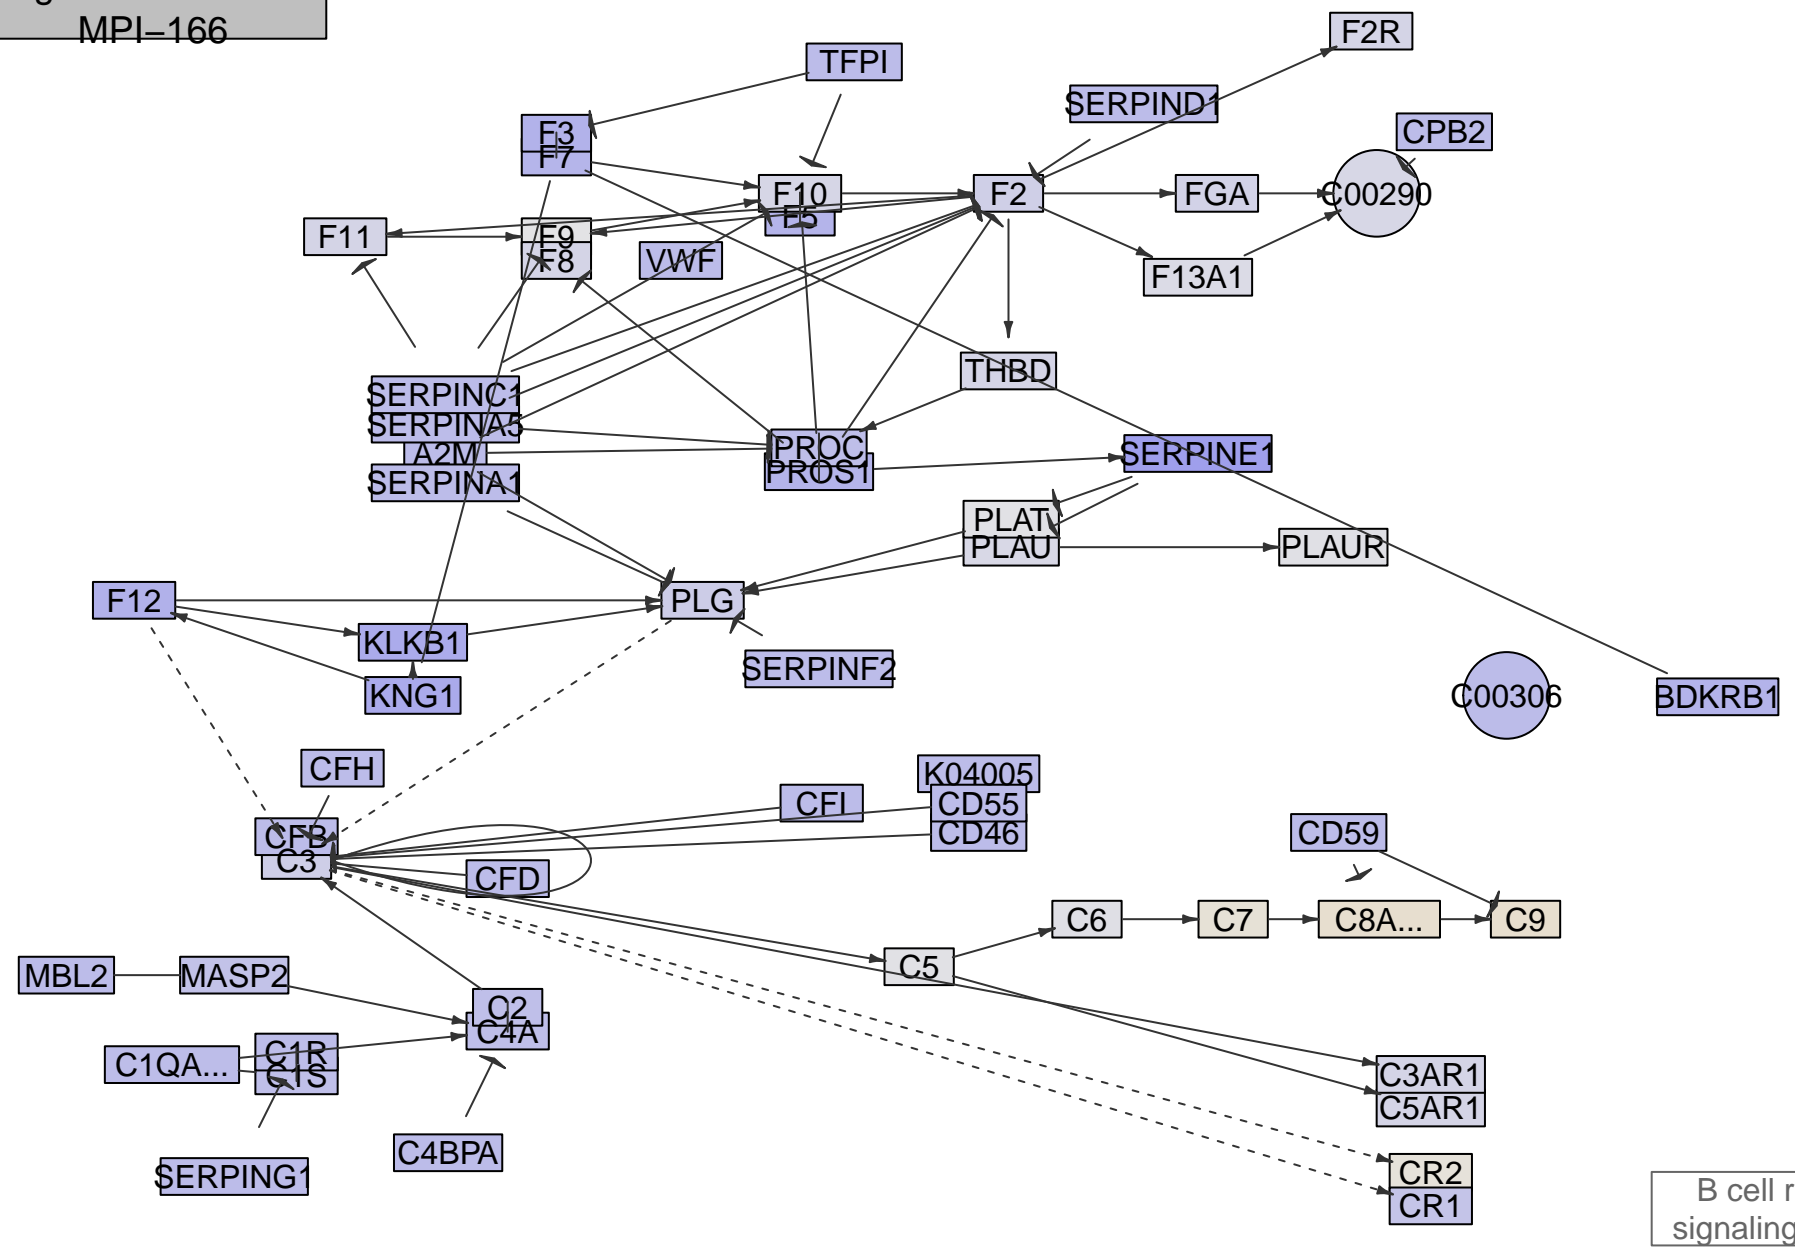 MPI–166
F2R
TFPI
SERPIND1
CPB2
F3
F7
F10
F5
F2
FGA
C00290
F11
F9
F8
VWF
F13A1
THBD
SERPINC1
SERPINA5
A2M
SERPINA1
PROC
PROS1
SERPINE1
PLAT
PLAU
PLAUR
F12
PLG
KLKB1
KNG1
SERPINF2
C00306
BDKRB1
CFH
K04005
CFI
CD55
CD46
CD59
CFB
C3
CFD
C6
C7
C8A...
C9
C5
MBL2
MASP2
C2
C4A
C1QA...
C1R
C1S
C3AR1
C5AR1
C4BPA
SERPING1
CR2
CR1
B cell r
signaling